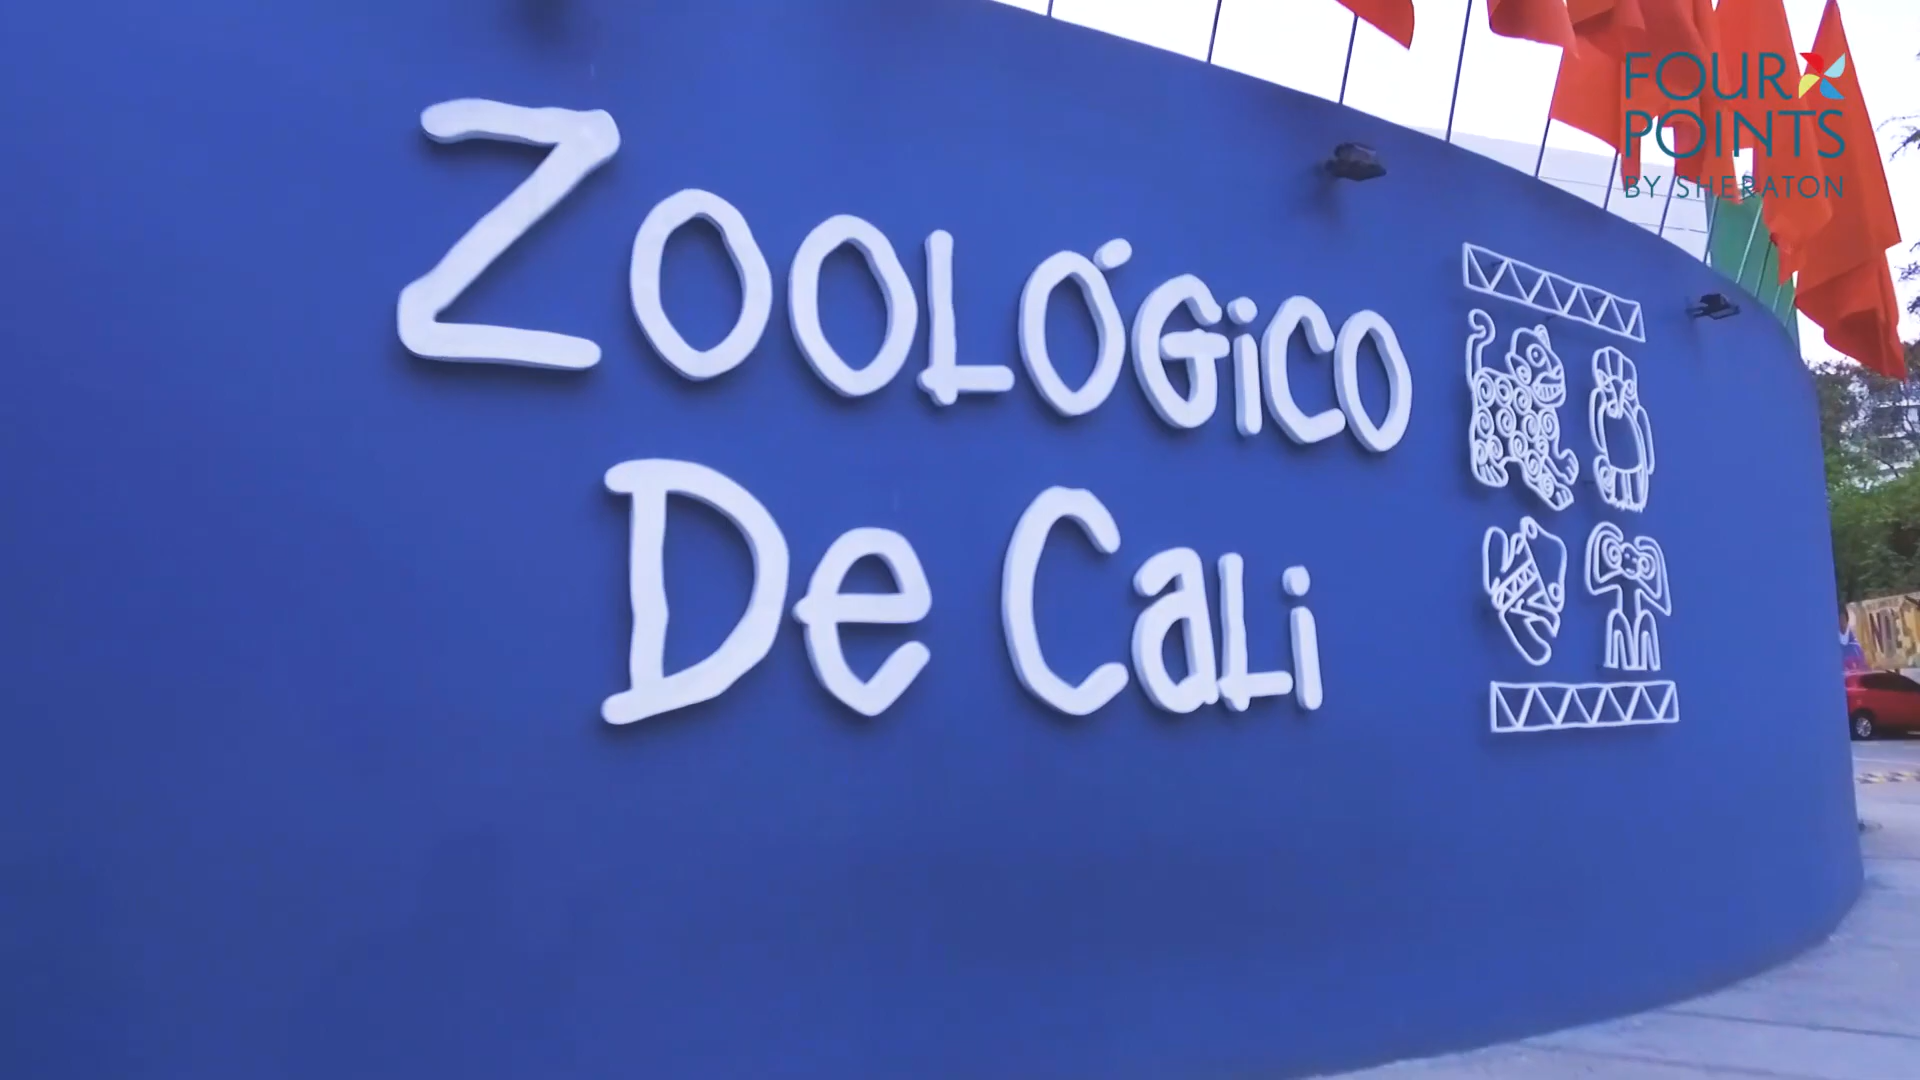 FOUR
POINTS
BY SHERATON
Zoológico
De Cali